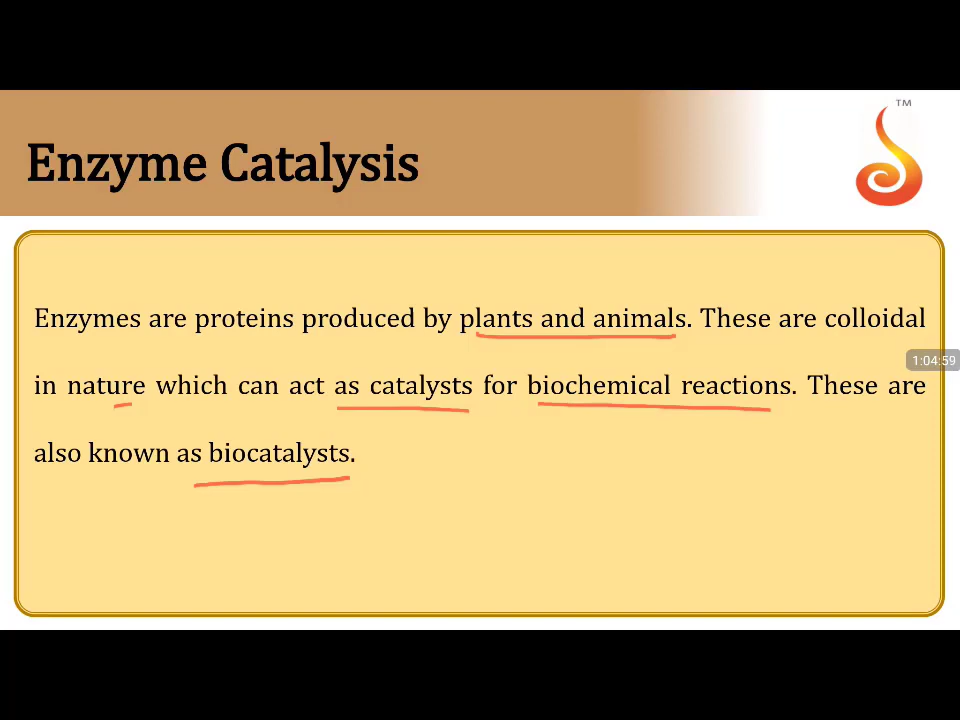 TM
Enzyme Catalysis
Enzymes are proteins produced by plants and animals. These are colloidal
1:04:59
in nature which can act as catalysts for biochemical reactions. These are
also known as biocatalysts.